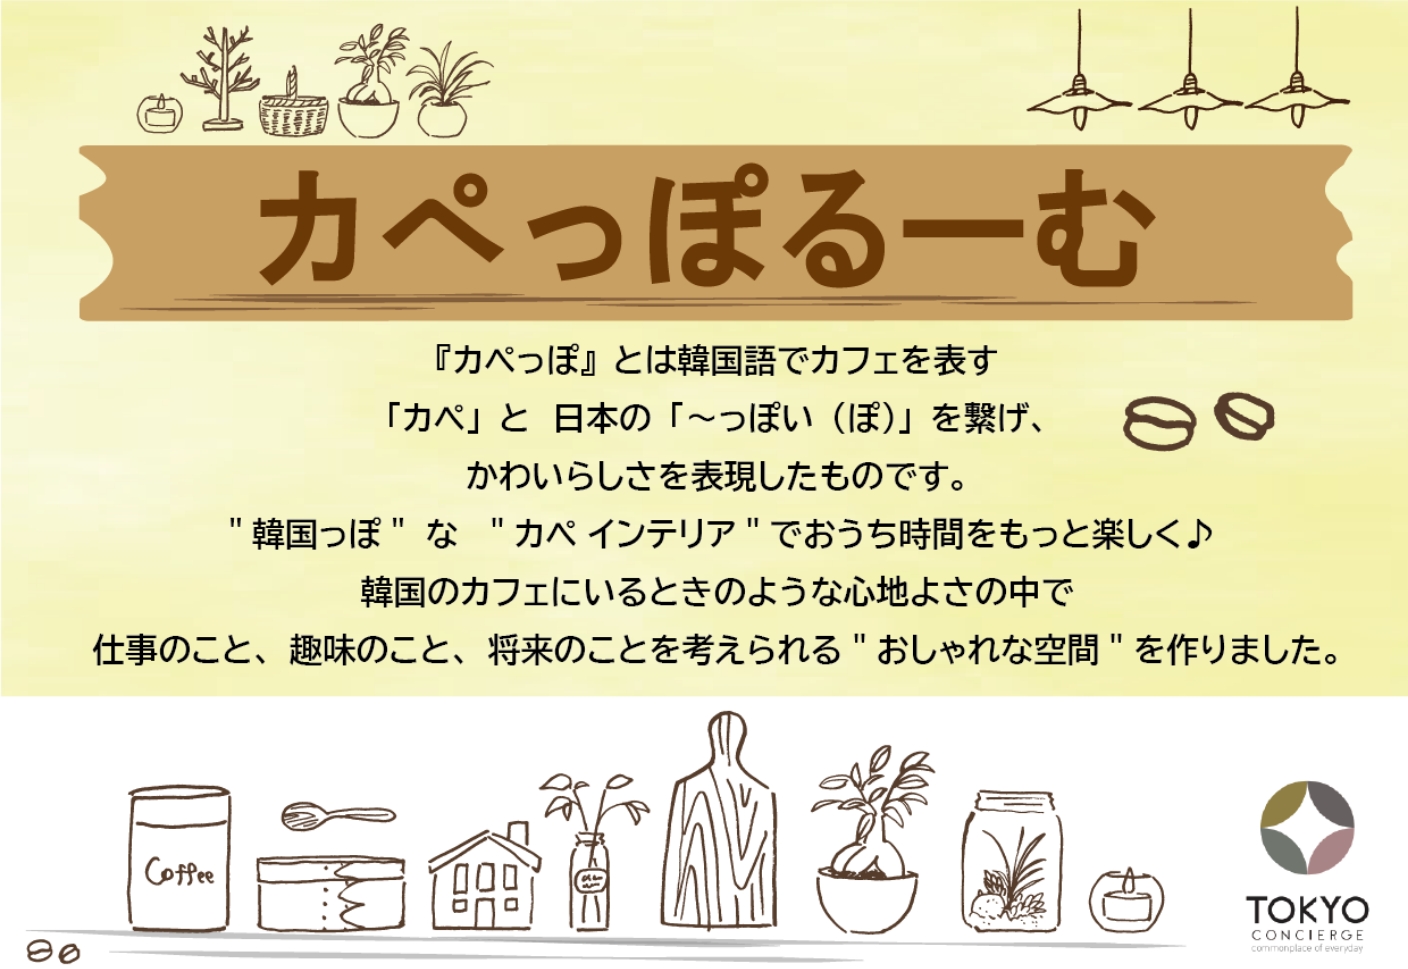 カペっぽるーむ
『カペっぽ』とは韓国語でカフェを表す
「カペ」と 日本の「～っぽい（ぽ）」を繋げ、
かわいらしさを表現したものです。
"韓国っぽ" な "カペ インテリア"でおうち時間をもっと楽しく♪
韓国のカフェにいるときのような心地よさの中で
仕事のこと、趣味のこと、将来のことを考えられる"おしゃれな空間"を作りました。
Coffee
TOKYO
CONCIERGE
commonplace of everyday